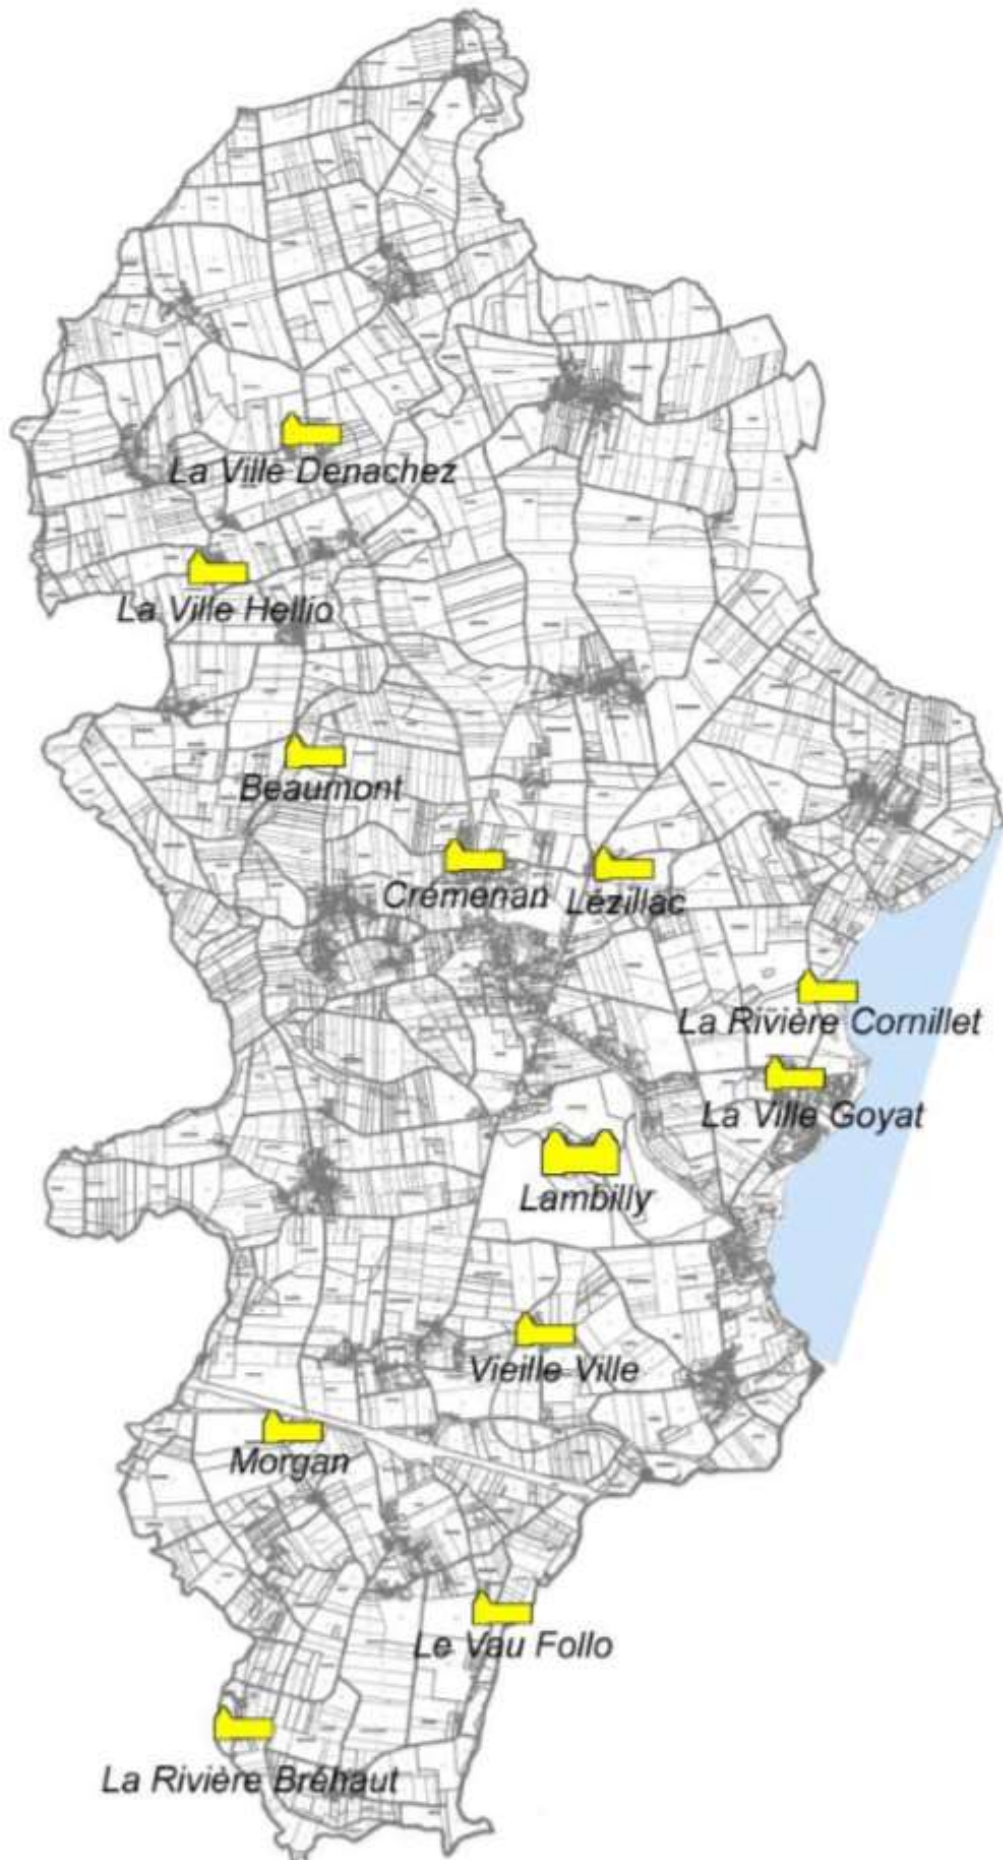 La Ville Denachez
La Ville Hellio
Beaumont
Crémenan
Lézillac
La Rivière Cornillet
La Ville Goyat
Lambilly
Vieille Ville
Morgan
Le Vau Follo
La Rivière Bréhaut